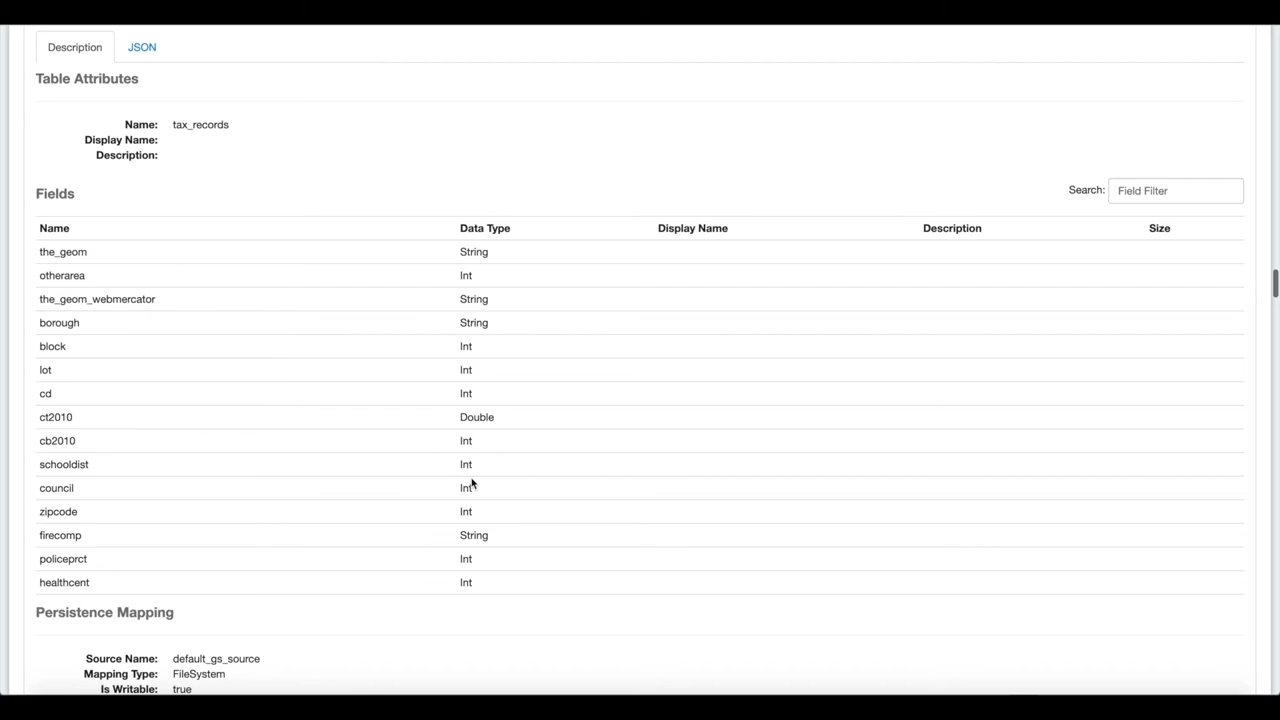 Description JSON
Table Attributes
Name: tax_records
Display Name:
Description:
Fields
Search: Field Filter
Name Data Type Display Name Description Size
the_geom String
otherarea Int
the_geom_webmercator String
borough String
block Int
lot Int
cd Int
ct2010 Double
cb2010 Int
schooldist Int
council Int
zipcode Int
firecomp String
policeprct Int
healthcent Int
Persistence Mapping
Source Name: default_gs_source
Mapping Type: FileSystem
Is Writable: true